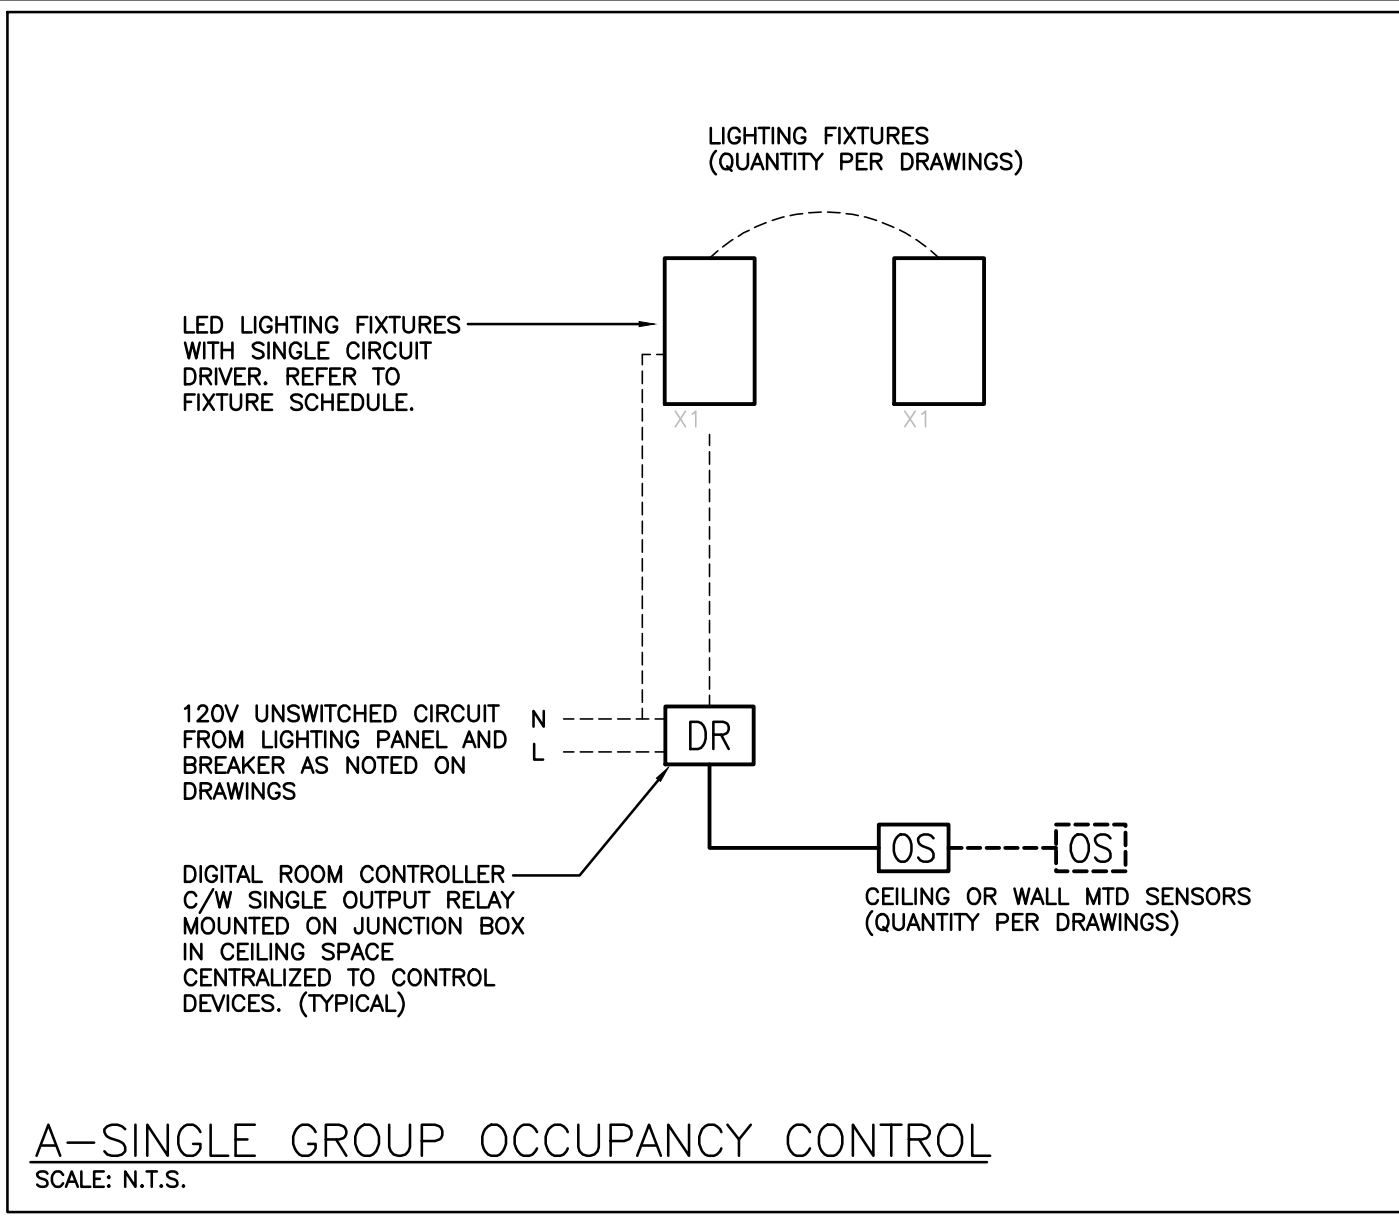 LIGHTING FIXTURES
(QUANTITY PER DRAWINGS)
LED LIGHTING FIXTURES
WITH SINGLE CIRCUIT
DRIVER. REFER TO
FIXTURE SCHEDULE.
X1
X1
120V UNSWITCHED CIRCUIT
FROM LIGHTING PANEL AND
BREAKER AS NOTED ON
DRAWINGS
N
L
DR
DIGITAL ROOM CONTROLLER
C/W SINGLE OUTPUT RELAY
MOUNTED ON JUNCTION BOX
IN CEILING SPACE
CENTRALIZED TO CONTROL
DEVICES. (TYPICAL)
OS
OS
CEILING OR WALL MTD SENSORS
(QUANTITY PER DRAWINGS)
A-SINGLE GROUP OCCUPANCY CONTROL
SCALE: N.T.S.